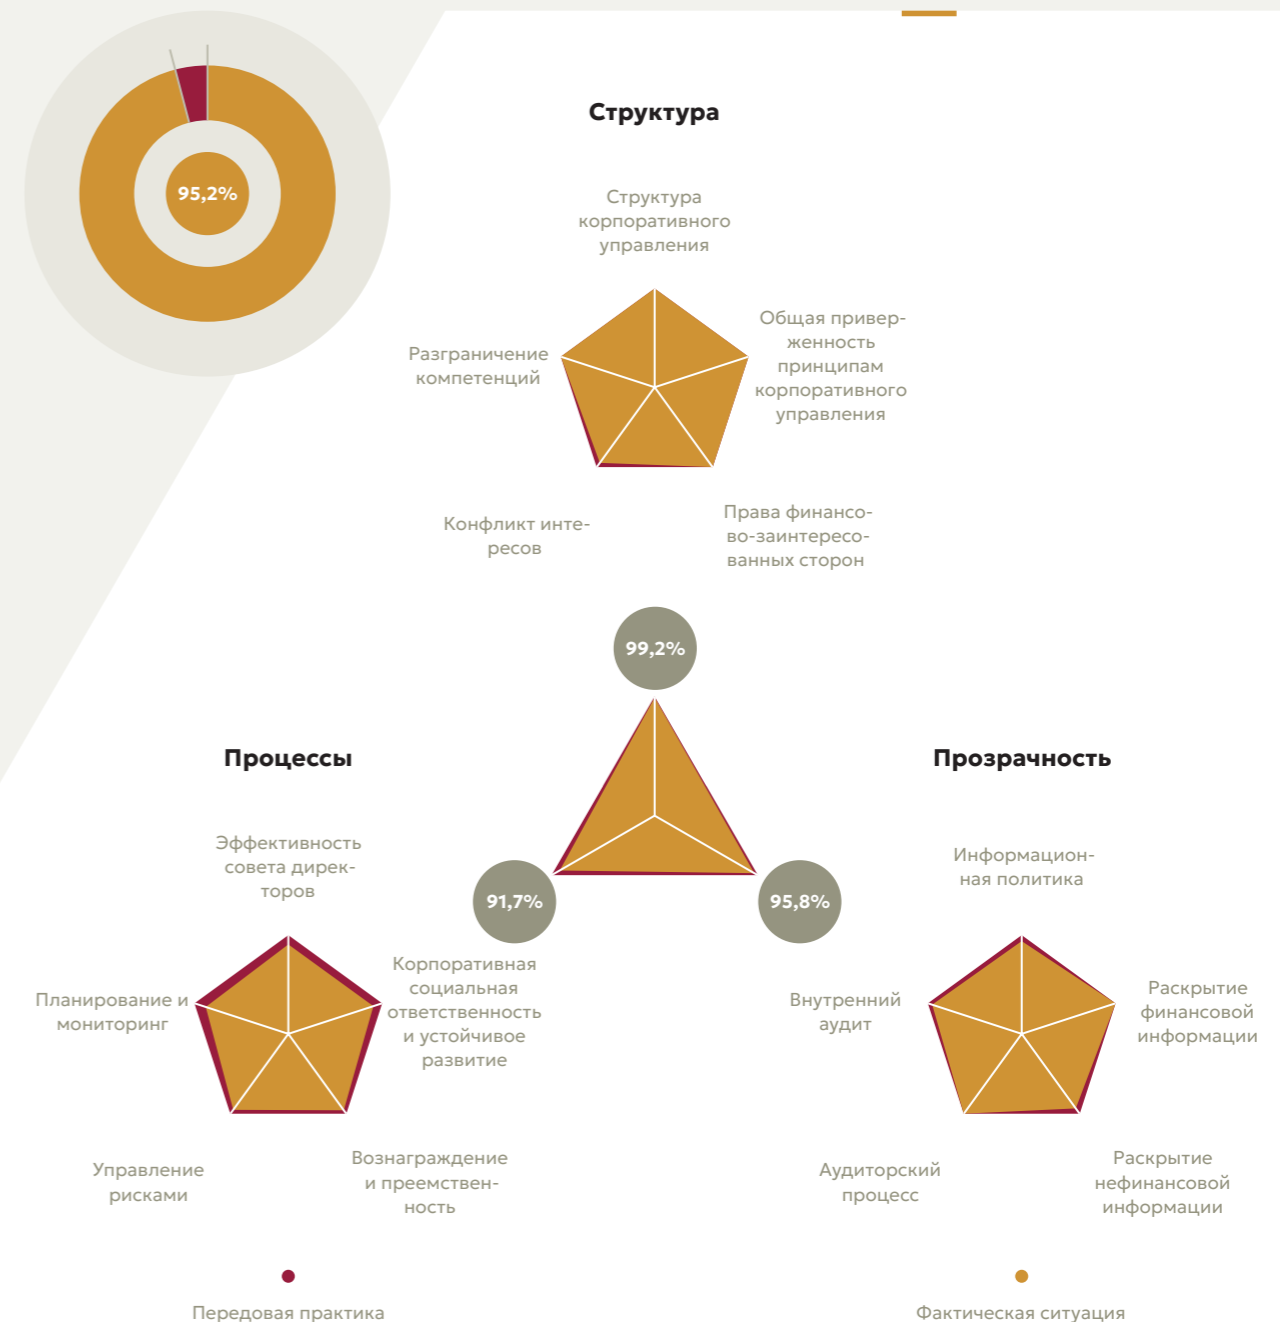 95,2%
Структура
Структура
корпоративного
управления
Общая привер-
женность
принципам
корпоративного
управления
Разграничение
компетенций
Конфликт инте-
ресов
Права финансо-
во-заинтересо-
ванных сторон
99,2%
91,7%
95,8%
Процессы
Эффективность
совета дирек-
торов
Планирование и
мониторинг
Корпоративная
социальная
ответственность
и устойчивое
развитие
Управление
рисками
Вознаграждение
и преемствен-
ность
Прозрачность
Информацион-
ная политика
Внутренний
аудит
Раскрытие
финансовой
информации
Аудиторский
процесс
Раскрытие
нефинансовой
информации
Передовая практика
Фактическая ситуация